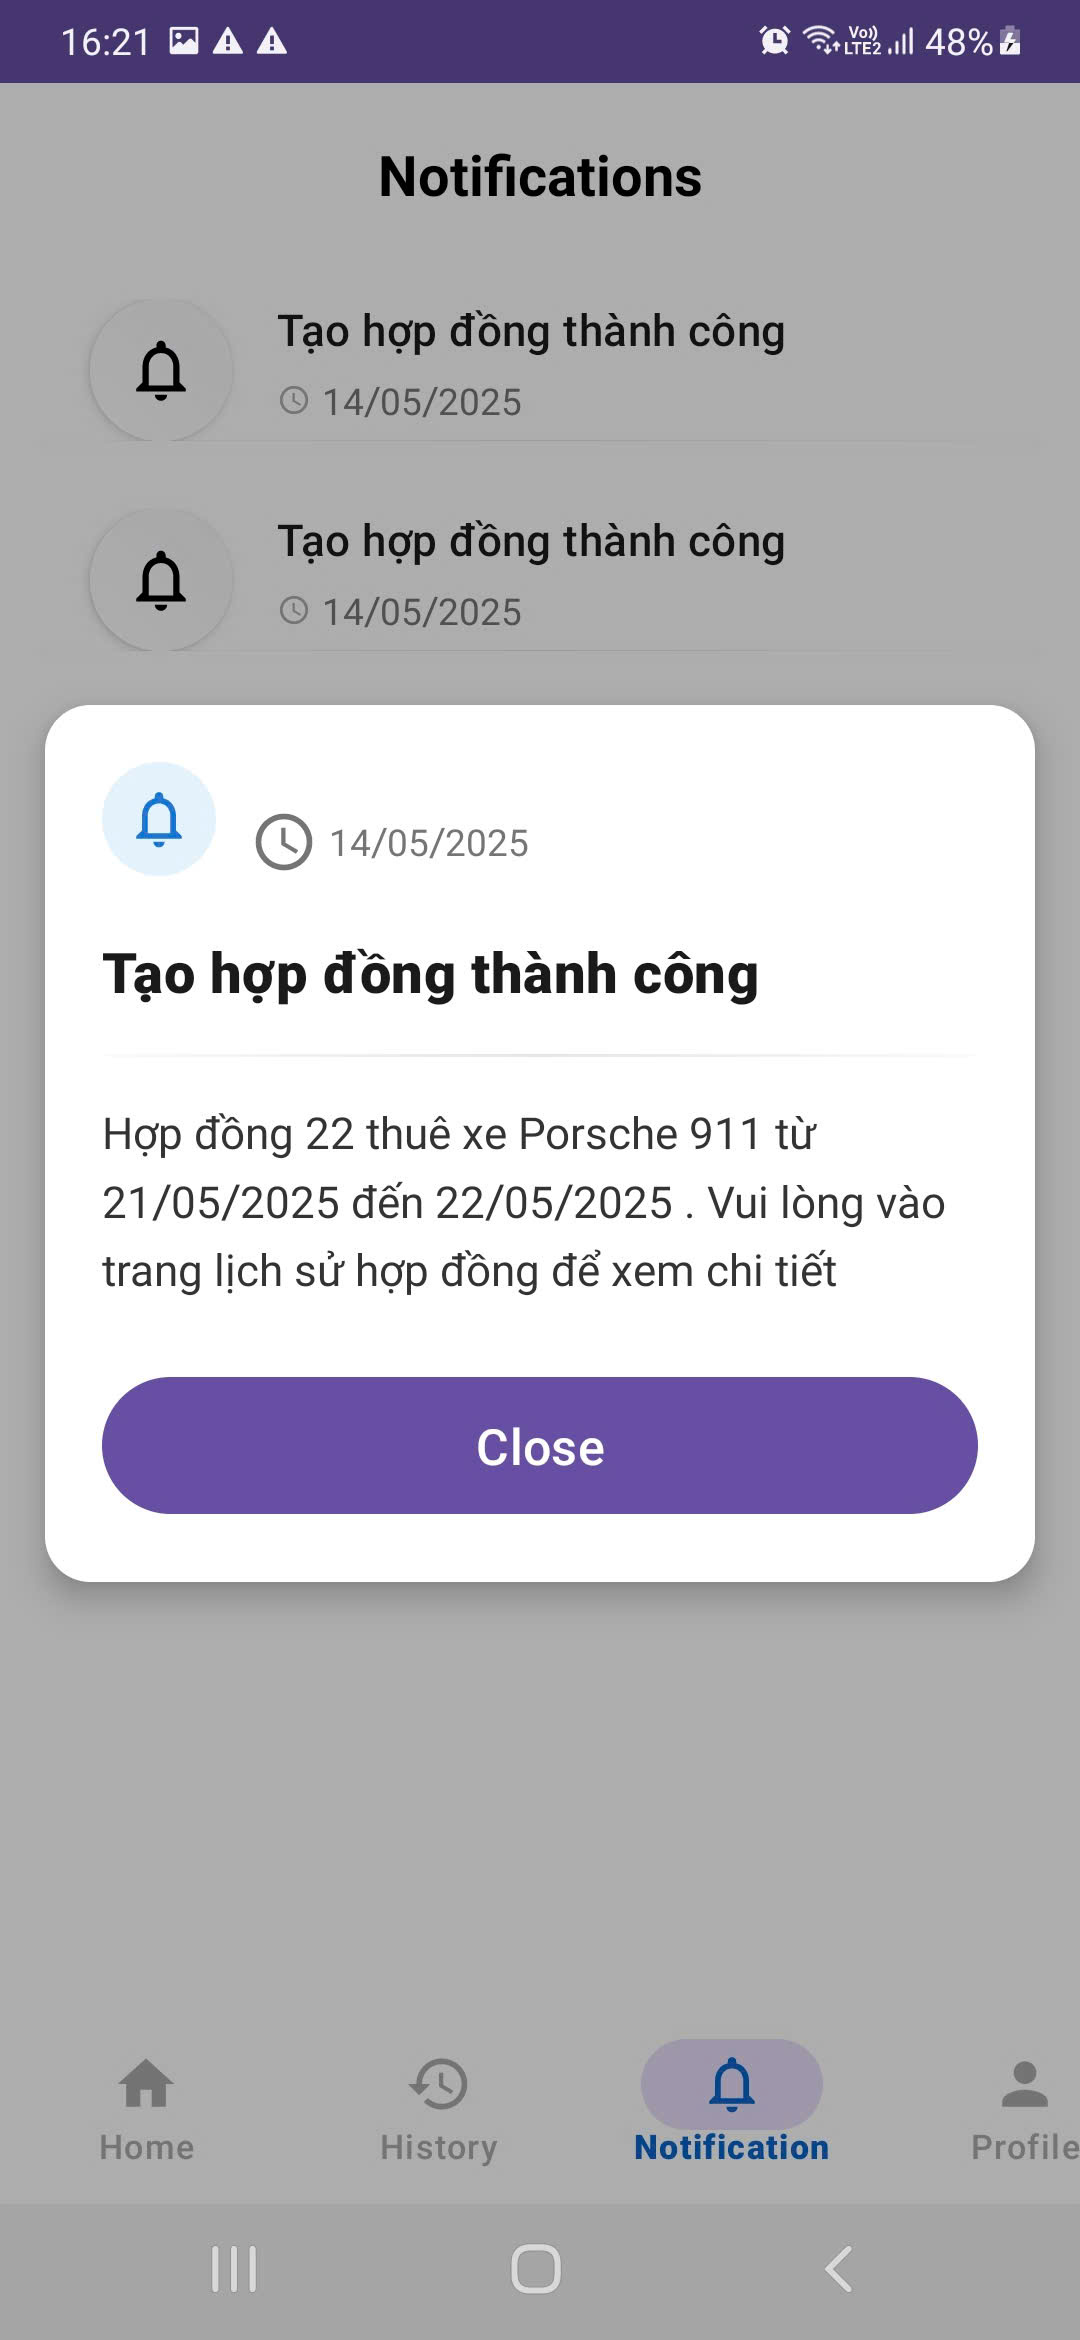 16:21
Vo))
LTE2
48%
Notifications
Tạo hợp đồng thành công
14/05/2025
Tạo hợp đồng thành công
14/05/2025
14/05/2025
Tạo hợp đồng thành công
Hợp đồng 22 thuê xe Porsche 911 từ
21/05/2025 đến 22/05/2025 . Vui lòng vào
trang lịch sử hợp đồng để xem chi tiết
Close
Home
History
Notification
Profile